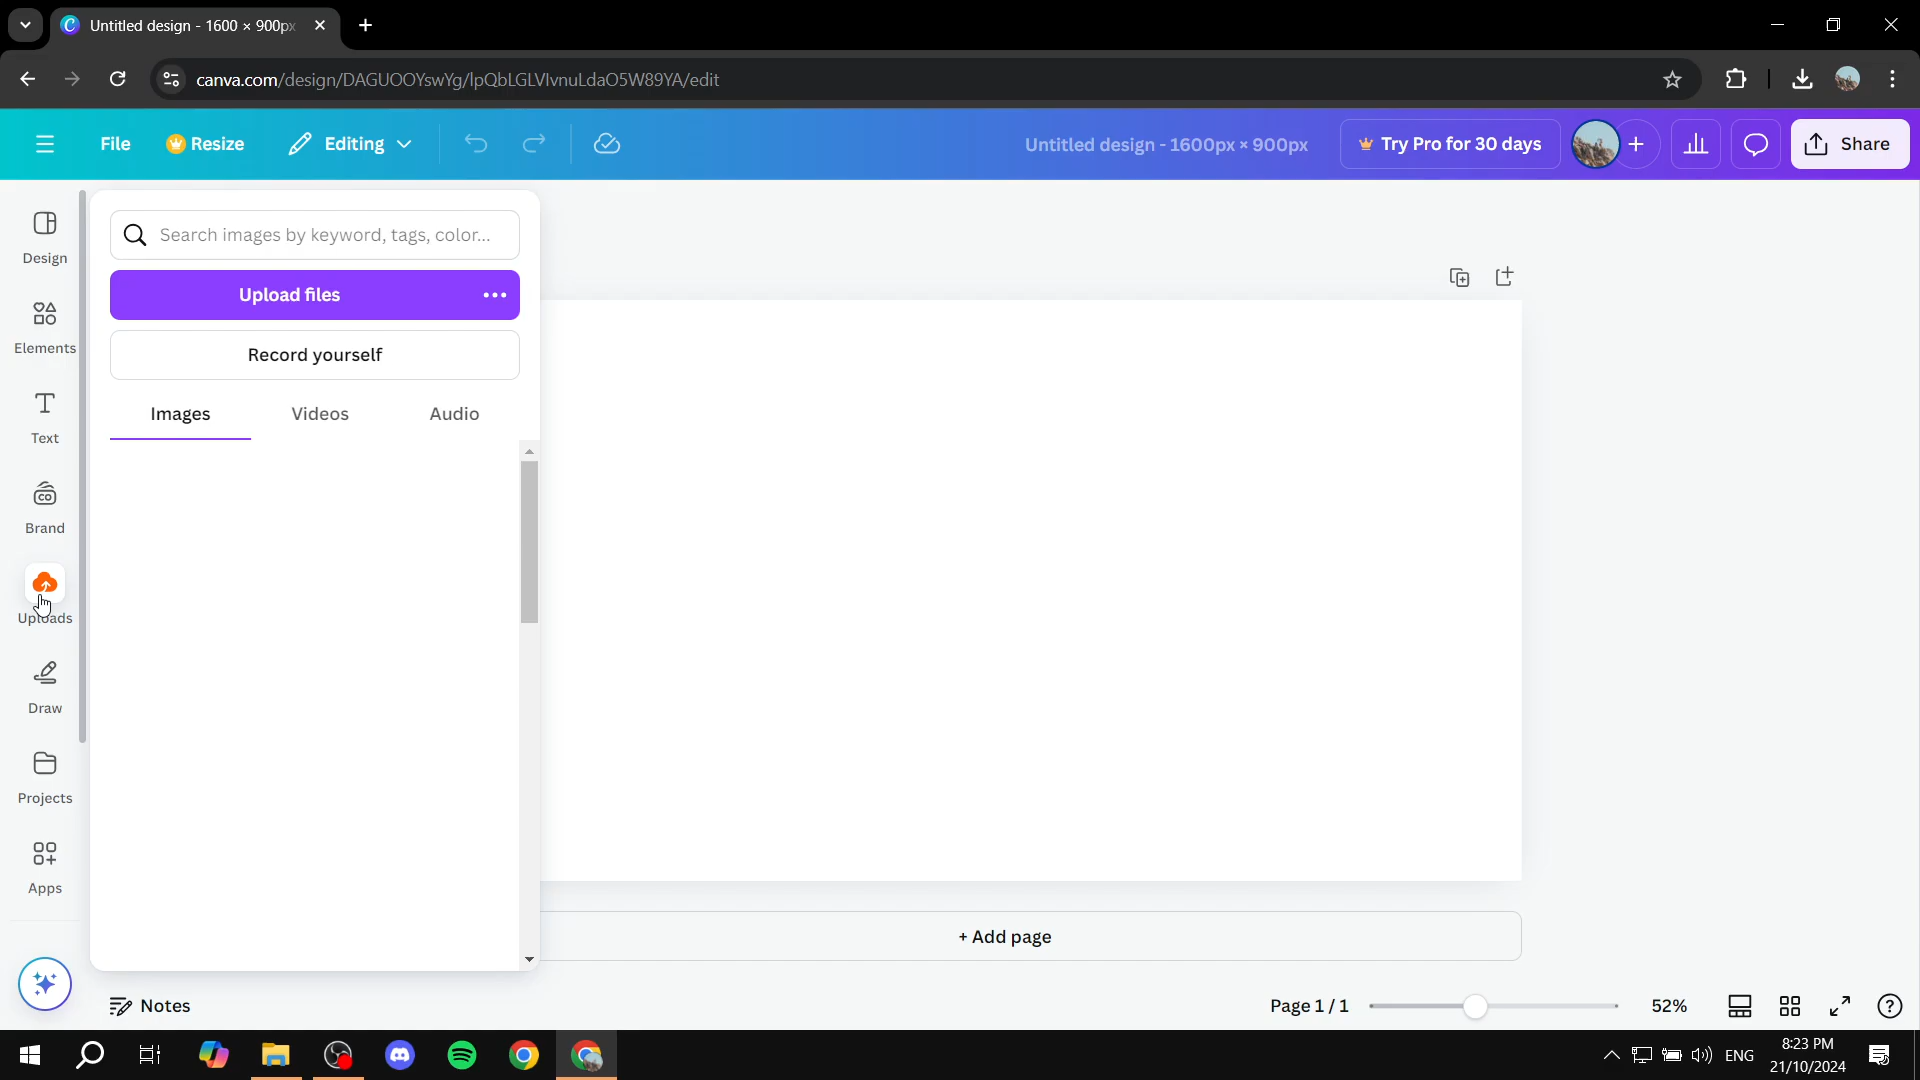 Untitled design - 1600 × 900px
canva.com/design/DAGUOOYswYg/lpQbLGLVlvnuLdaO5W89YA/edit
File
Resize
Editing
Untitled design - 1600px × 900px
Try Pro for 30 days
Share
Design
Elements
Text
Brand
Uploads
Draw
Projects
Apps
Search images by keyword, tags, color...
Upload files
Record yourself
Images
Videos
Audio
+ Add page
Notes
Page 1 / 1
52%
ENG
8:23 PM
21/10/2024